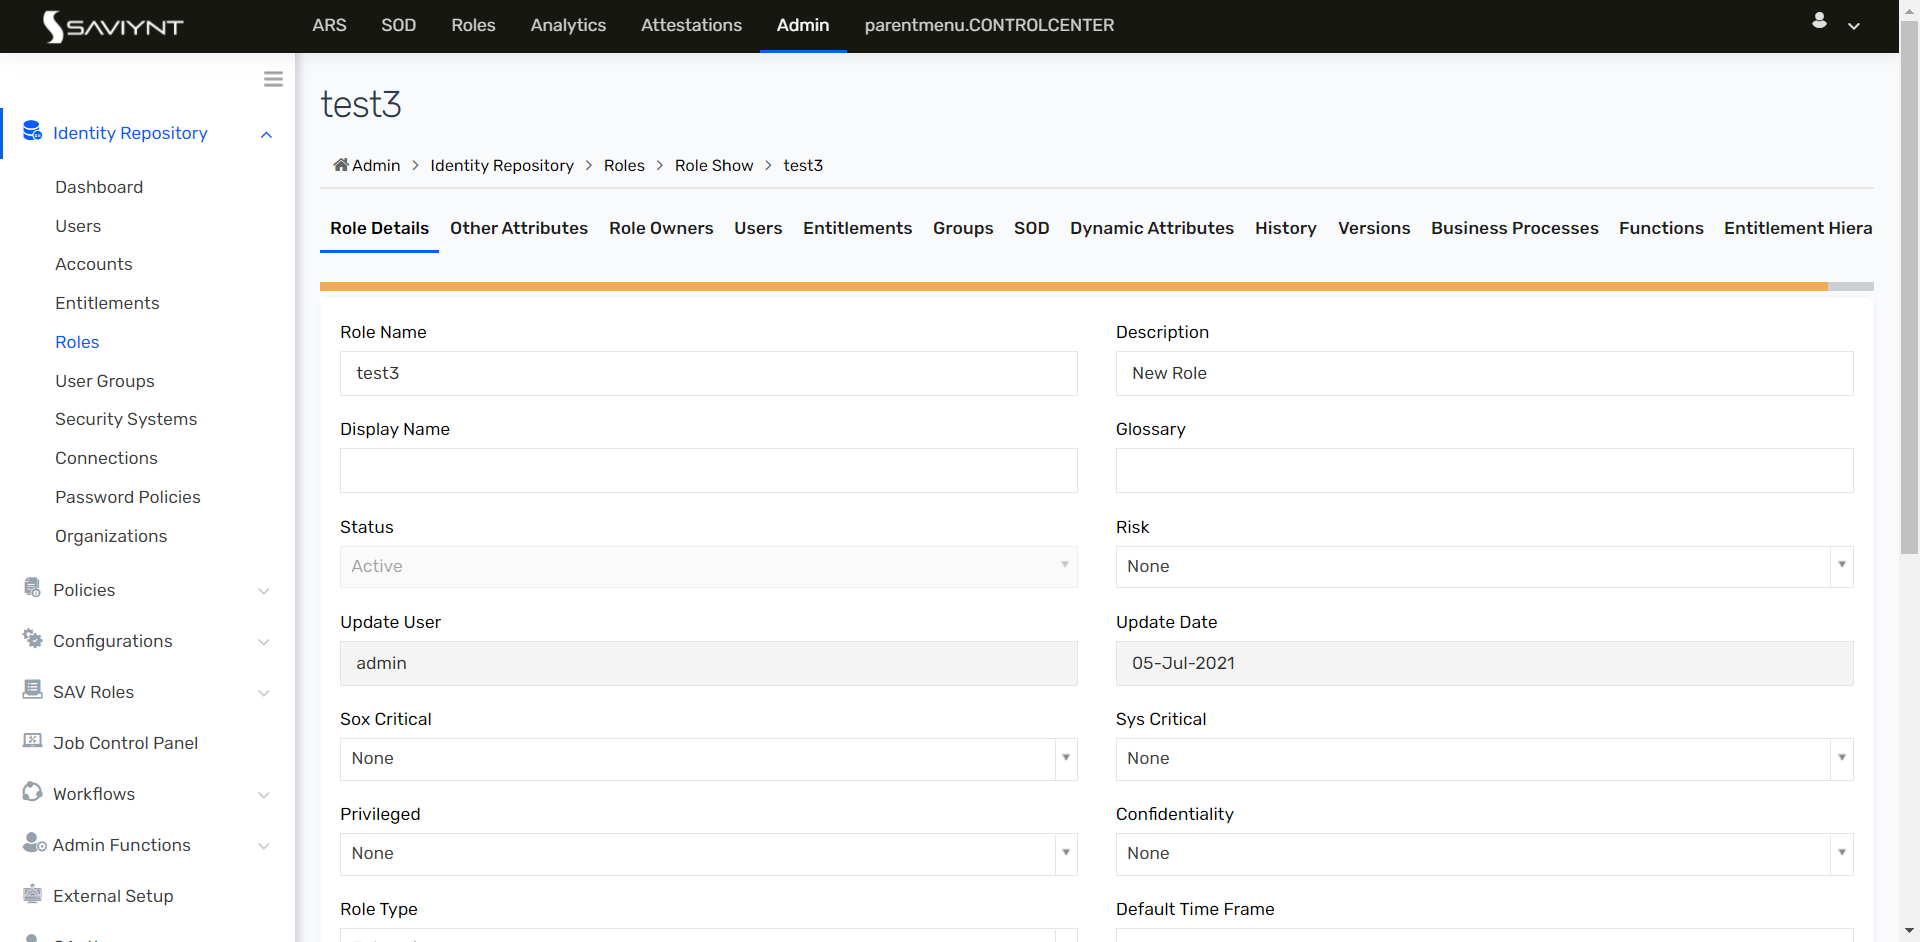 SAVIYNT
ARS SOD Roles Analytics Attestations Admin parentmenu.CONTROLCENTER
Identity Repository
Dashboard
Users
Accounts
Entitlements
Roles
User Groups
Security Systems
Connections
Password Policies
Organizations
Policies
Configurations
SAV Roles
Job Control Panel
Workflows
Admin Functions
External Setup
test3
Admin > Identity Repository > Roles > Role Show > test3
Role Details Other Attributes Role Owners Users Entitlements Groups SOD Dynamic Attributes History Versions Business Processes Functions Entitlement Hiera
Role Name
test3
Description
New Role
Display Name
Glossary
Status
Active
Risk
None
Update User
admin
Update Date
05-Jul-2021
Sox Critical
None
Sys Critical
None
Privileged
None
Confidentiality
None
Role Type
Default Time Frame